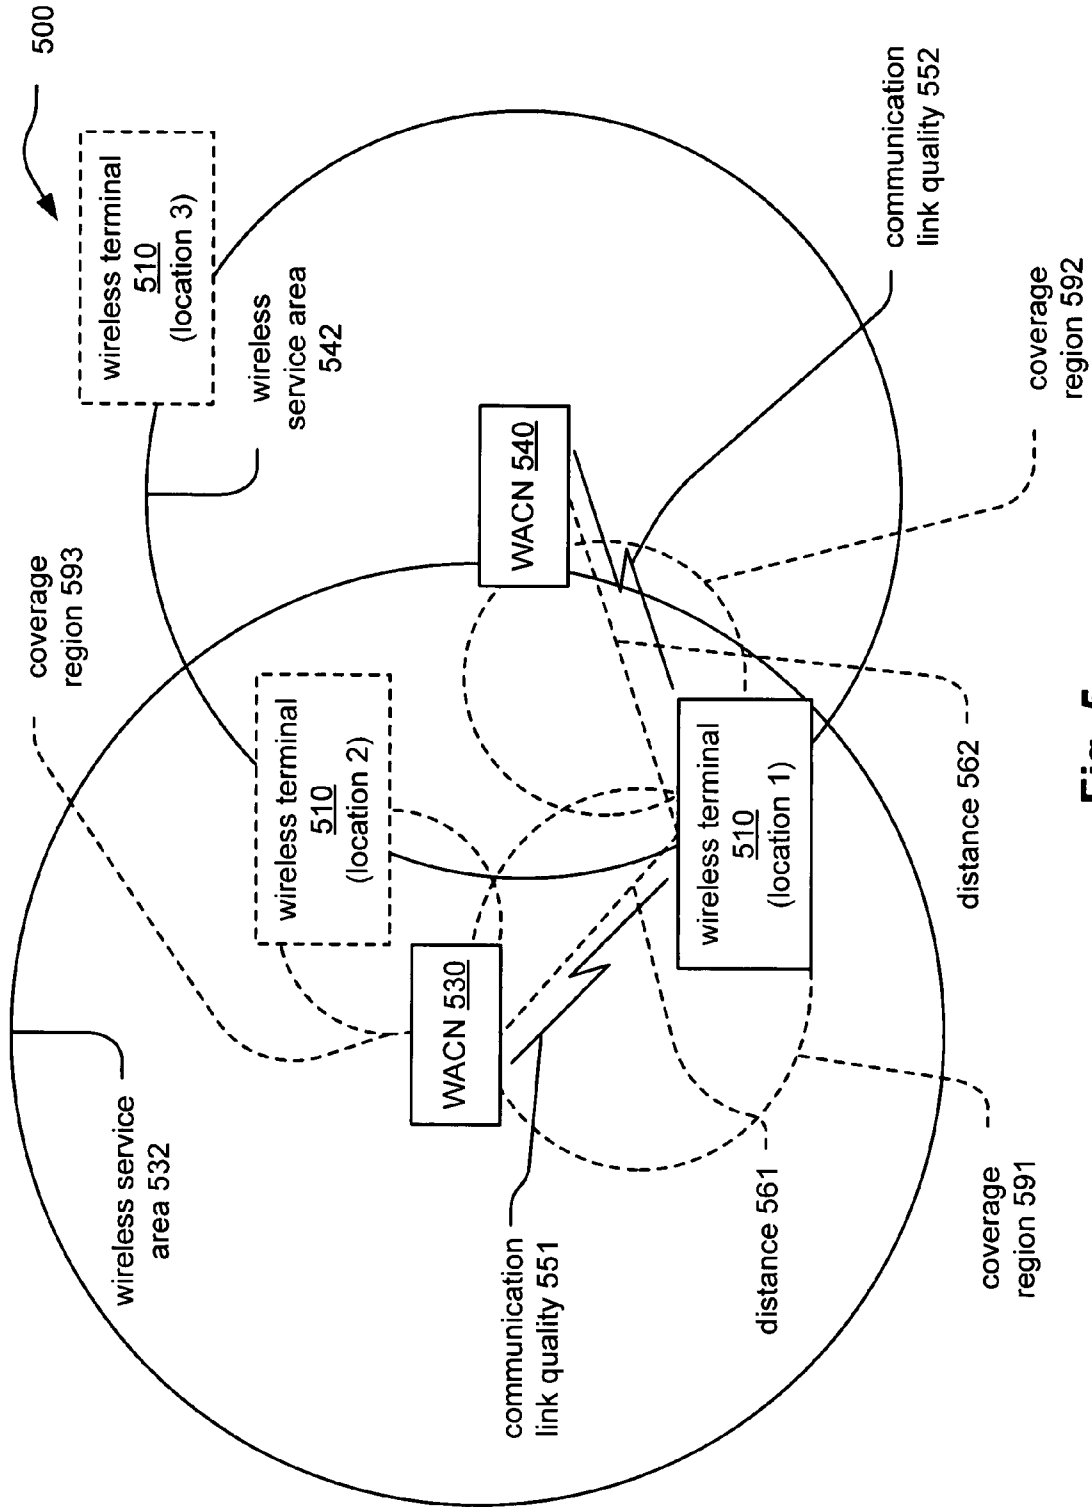 500
coverage
region 593
wireless terminal
510
(location 3)
wireless service
area 532
wireless
service area
542
wireless terminal
510
(location 2)
WACN 530
WACN 540
communication
link quality 551
wireless terminal
510
(location 1)
distance 561
communication
link quality 552
distance 562
coverage
region 591
coverage
region 592
Fig. 5